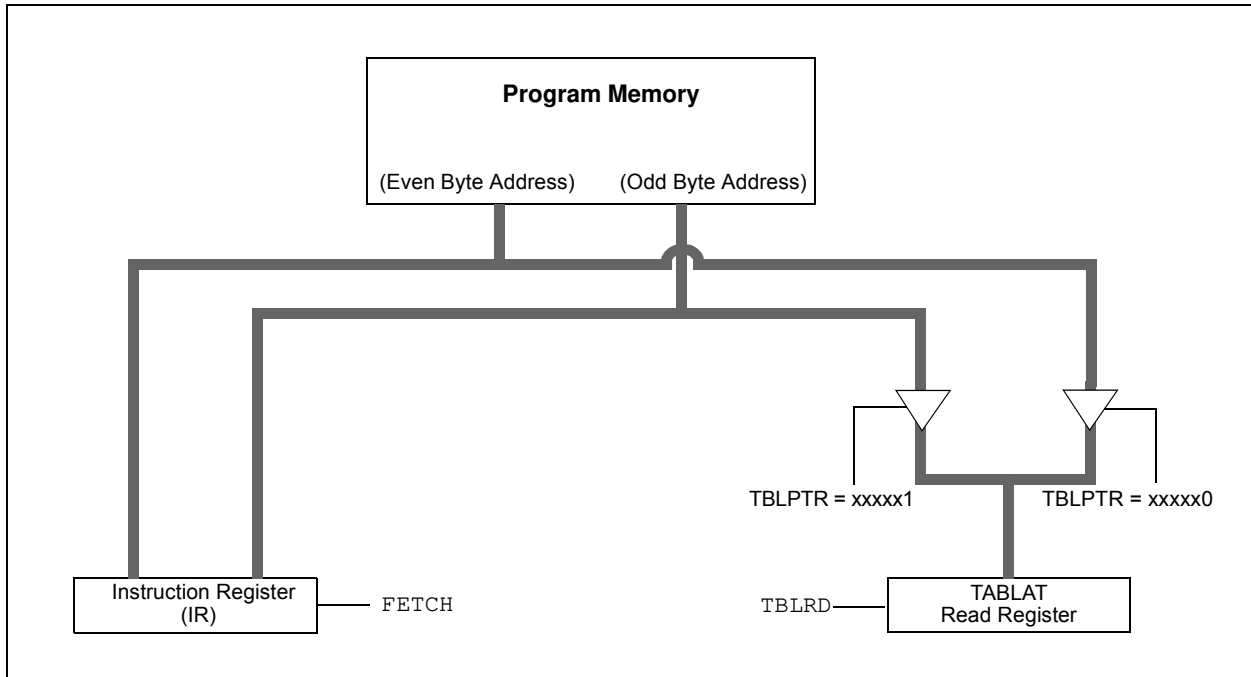 Program Memory
(Even Byte Address) (Odd Byte Address)
TBLPTR = xxxxx1 TBLPTR = xxxxx0
Instruction Register
(IR)
FETCH
TBLRD
TABLAT
Read Register